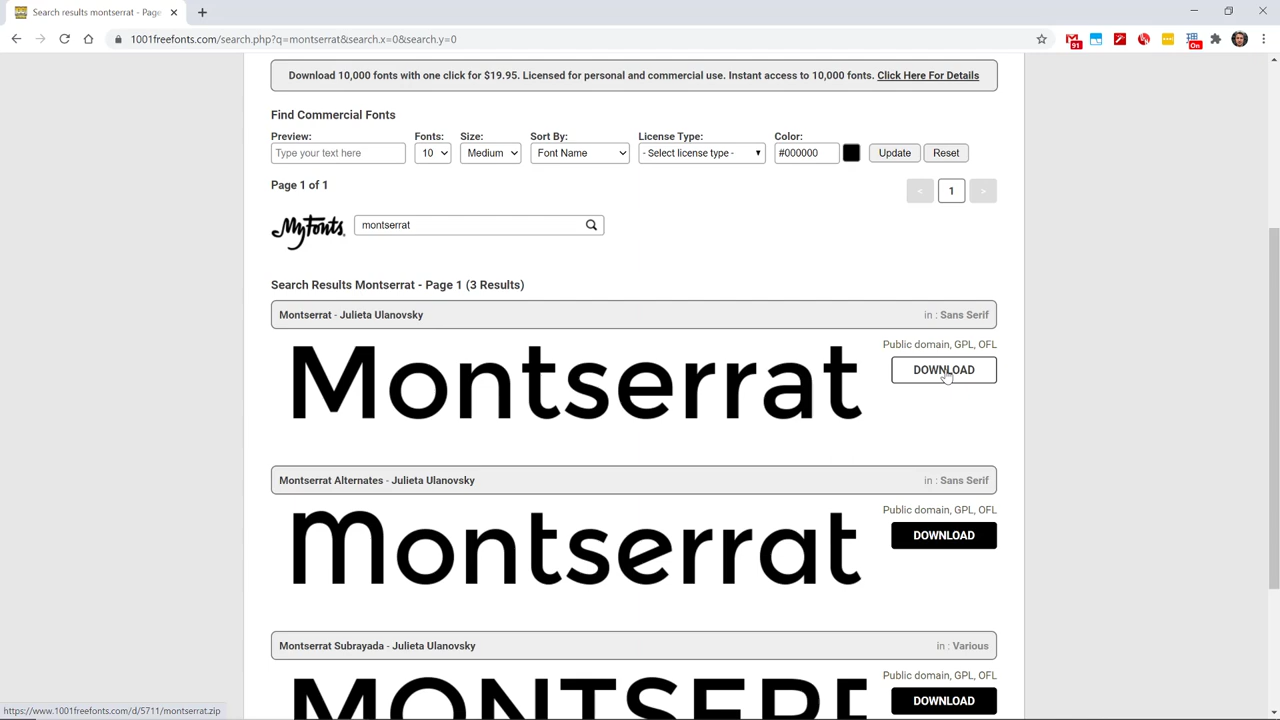 Search results montserrat - Page
1001freefonts.com/search.php?q=montserrat&search.x=0&search.y=0
91
On
Download 10,000 fonts with one click for $19.95. Licensed for personal and commercial use. Instant access to 10,000 fonts. Click Here For Details
Find Commercial Fonts
Preview: Fonts: Size: Sort By: License Type: Color:
Type your text here 10 Medium Font Name - Select license type - #000000 Update Reset
Page 1 of 1
< 1 >
MyFonts montserrat
Search Results Montserrat - Page 1 (3 Results)
Montserrat - Julieta Ulanovsky in : Sans Serif
Public domain, GPL, OFL
Montserrat
DOWNLOAD
Montserrat Alternates - Julieta Ulanovsky in : Sans Serif
Public domain, GPL, OFL
Montserrat
DOWNLOAD
Montserrat Subrayada - Julieta Ulanovsky in : Various
Public domain, GPL, OFL
MONTSERR
DOWNLOAD
https://www.1001freefonts.com/d/5711/montserrat.zip